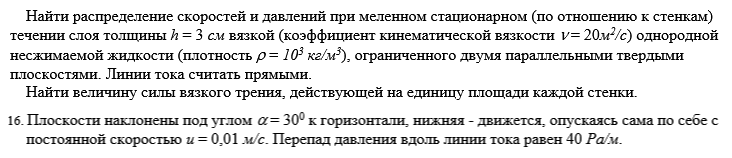 Найти распределение скоростей и давлений при меленном стационарном (по отношению к стенкам)
течении слоя толщины h = 3 см вязкой (коэффициент кинематической вязкости ν = 20м²/с) однородной
несжимаемой жидкости (плотность ρ = 10³ кг/м³), ограниченного двумя параллельными твердыми
плоскостями. Линии тока считать прямыми.
Найти величину силы вязкого трения, действующей на единицу площади каждой стенки.
16. Плоскости наклонены под углом α = 30⁰ к горизонтали, нижняя - движется, опускаясь сама по себе с
постоянной скоростью u = 0,01 м/с. Перепад давления вдоль линии тока равен 40 Pa/м.